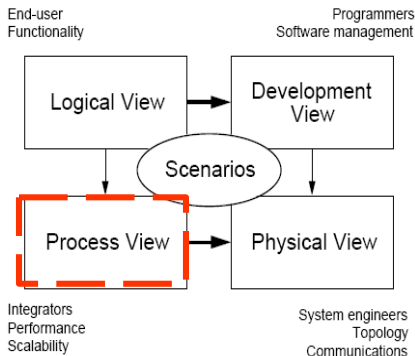 End-user
Functionality
Programmers
Software management
Logical View
Development
View
Scenarios
Process View
Physical View
Integrators
Performance
Scalability
System engineers
Topology
Communications